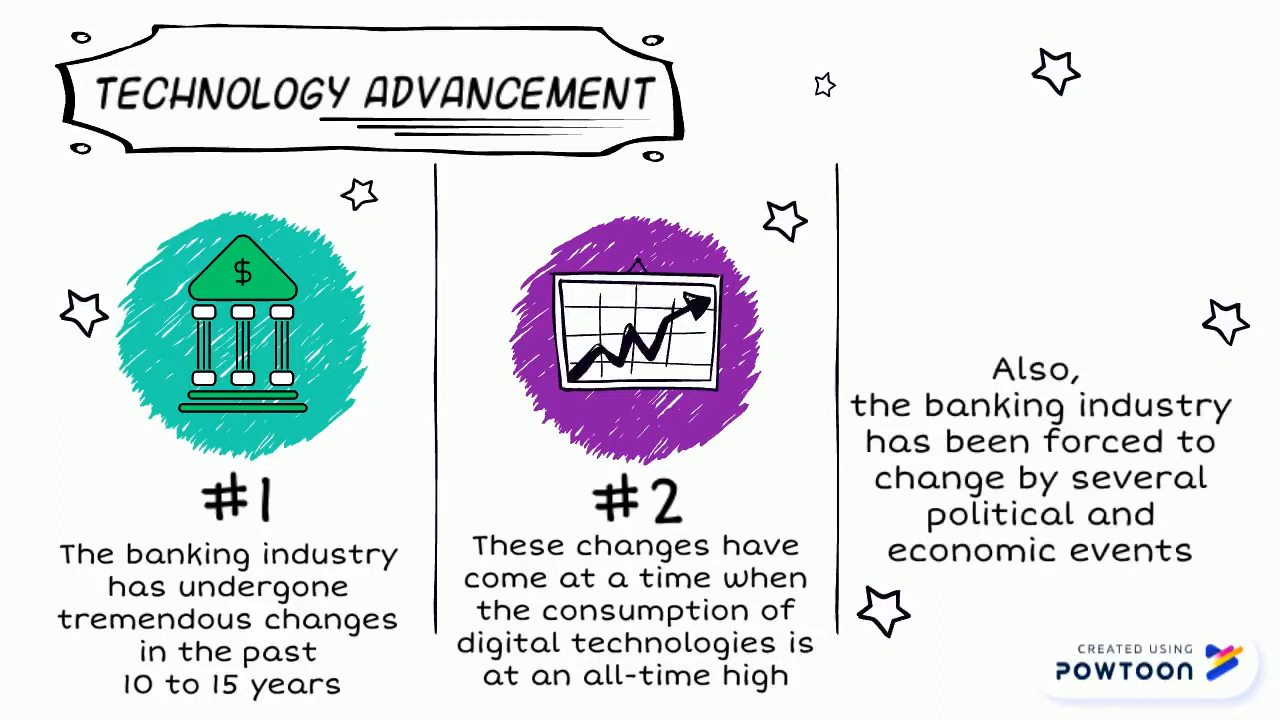 TECHNOLOGY ADVANCEMENT
$
#1
The banking industry
has undergone
tremendous changes
in the past
10 to 15 years
#2
These changes have
come at a time when
the consumption of
digital technologies is
at an all-time high
Also,
the banking industry
has been forced to
change by several
political and
economic events
CREATED USING
POWTOON